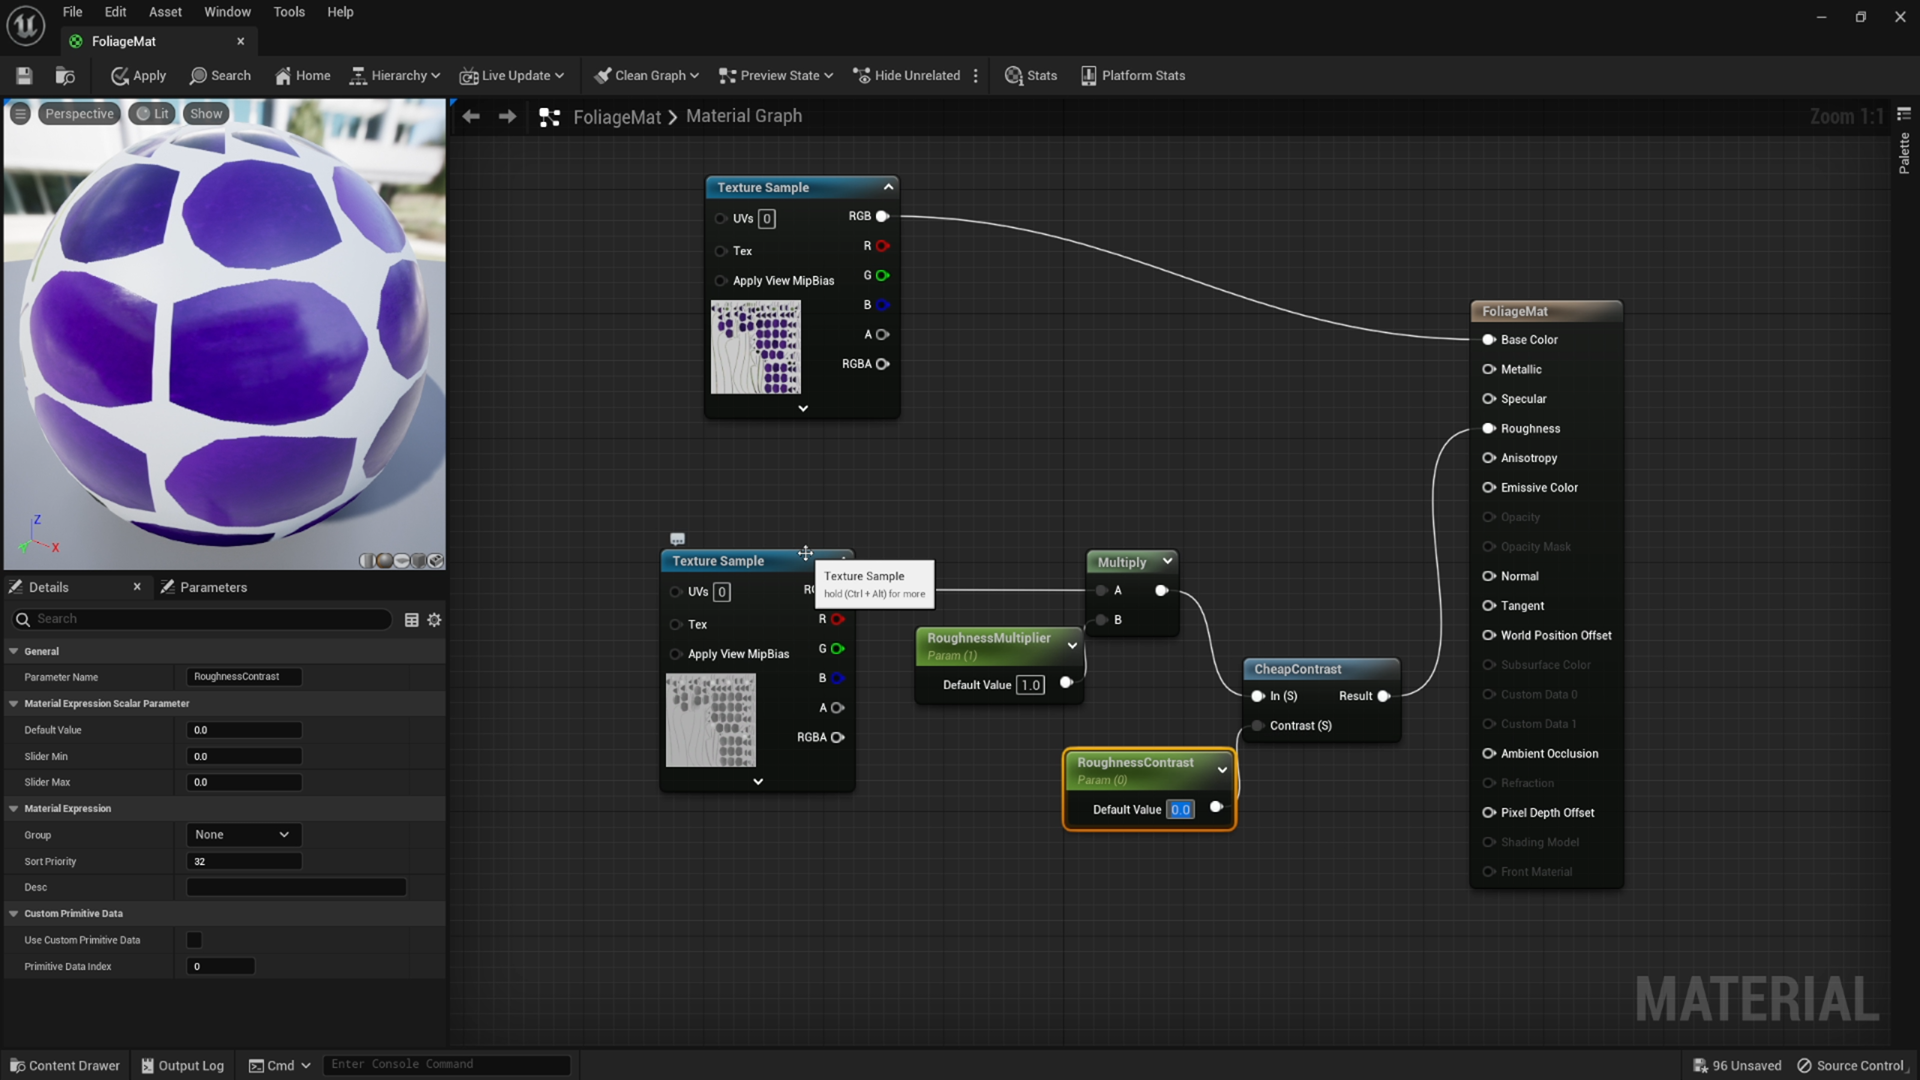 File Edit Asset Window Tools Help
FoliageMat
Apply Search Home Hierarchy Live Update Clean Graph Preview State Hide Unrelated Stats Platform Stats
Perspective Lit Show
FoliageMat Material Graph
Zoom 1:1
Palette
Z
X
Texture Sample
UVs 0 RGB
R
Tex
G
Apply View MipBias
B
A
RGBA
FoliageMat
Base Color
Metallic
Specular
Roughness
Anisotropy
Emissive Color
Opacity
Opacity Mask
Normal
Tangent
World Position Offset
Subsurface Color
Custom Data 0
Custom Data 1
Ambient Occlusion
Refraction
Pixel Depth Offset
Shading Model
Front Material
Texture Sample
UVs 0
R
Tex
G
Apply View MipBias
B
A
RGBA
Texture Sample
hold (Ctrl + Alt) for more
Multiply
A
B
RoughnessMultiplier
Param (1)
Default Value 1.0
CheapContrast
In (S) Result
Contrast (S)
RoughnessContrast
Param (0)
Default Value 0.0
MATERIAL
Details Parameters
Search
General
Parameter Name RoughnessContrast
Material Expression Scalar Parameter
Default Value 0.0
Slider Min 0.0
Slider Max 0.0
Material Expression
Group None
Sort Priority 32
Desc
Custom Primitive Data
Use Custom Primitive Data
Primitive Data Index 0
Content Drawer Output Log Cmd Enter Console Command 96 Unsaved Source Control